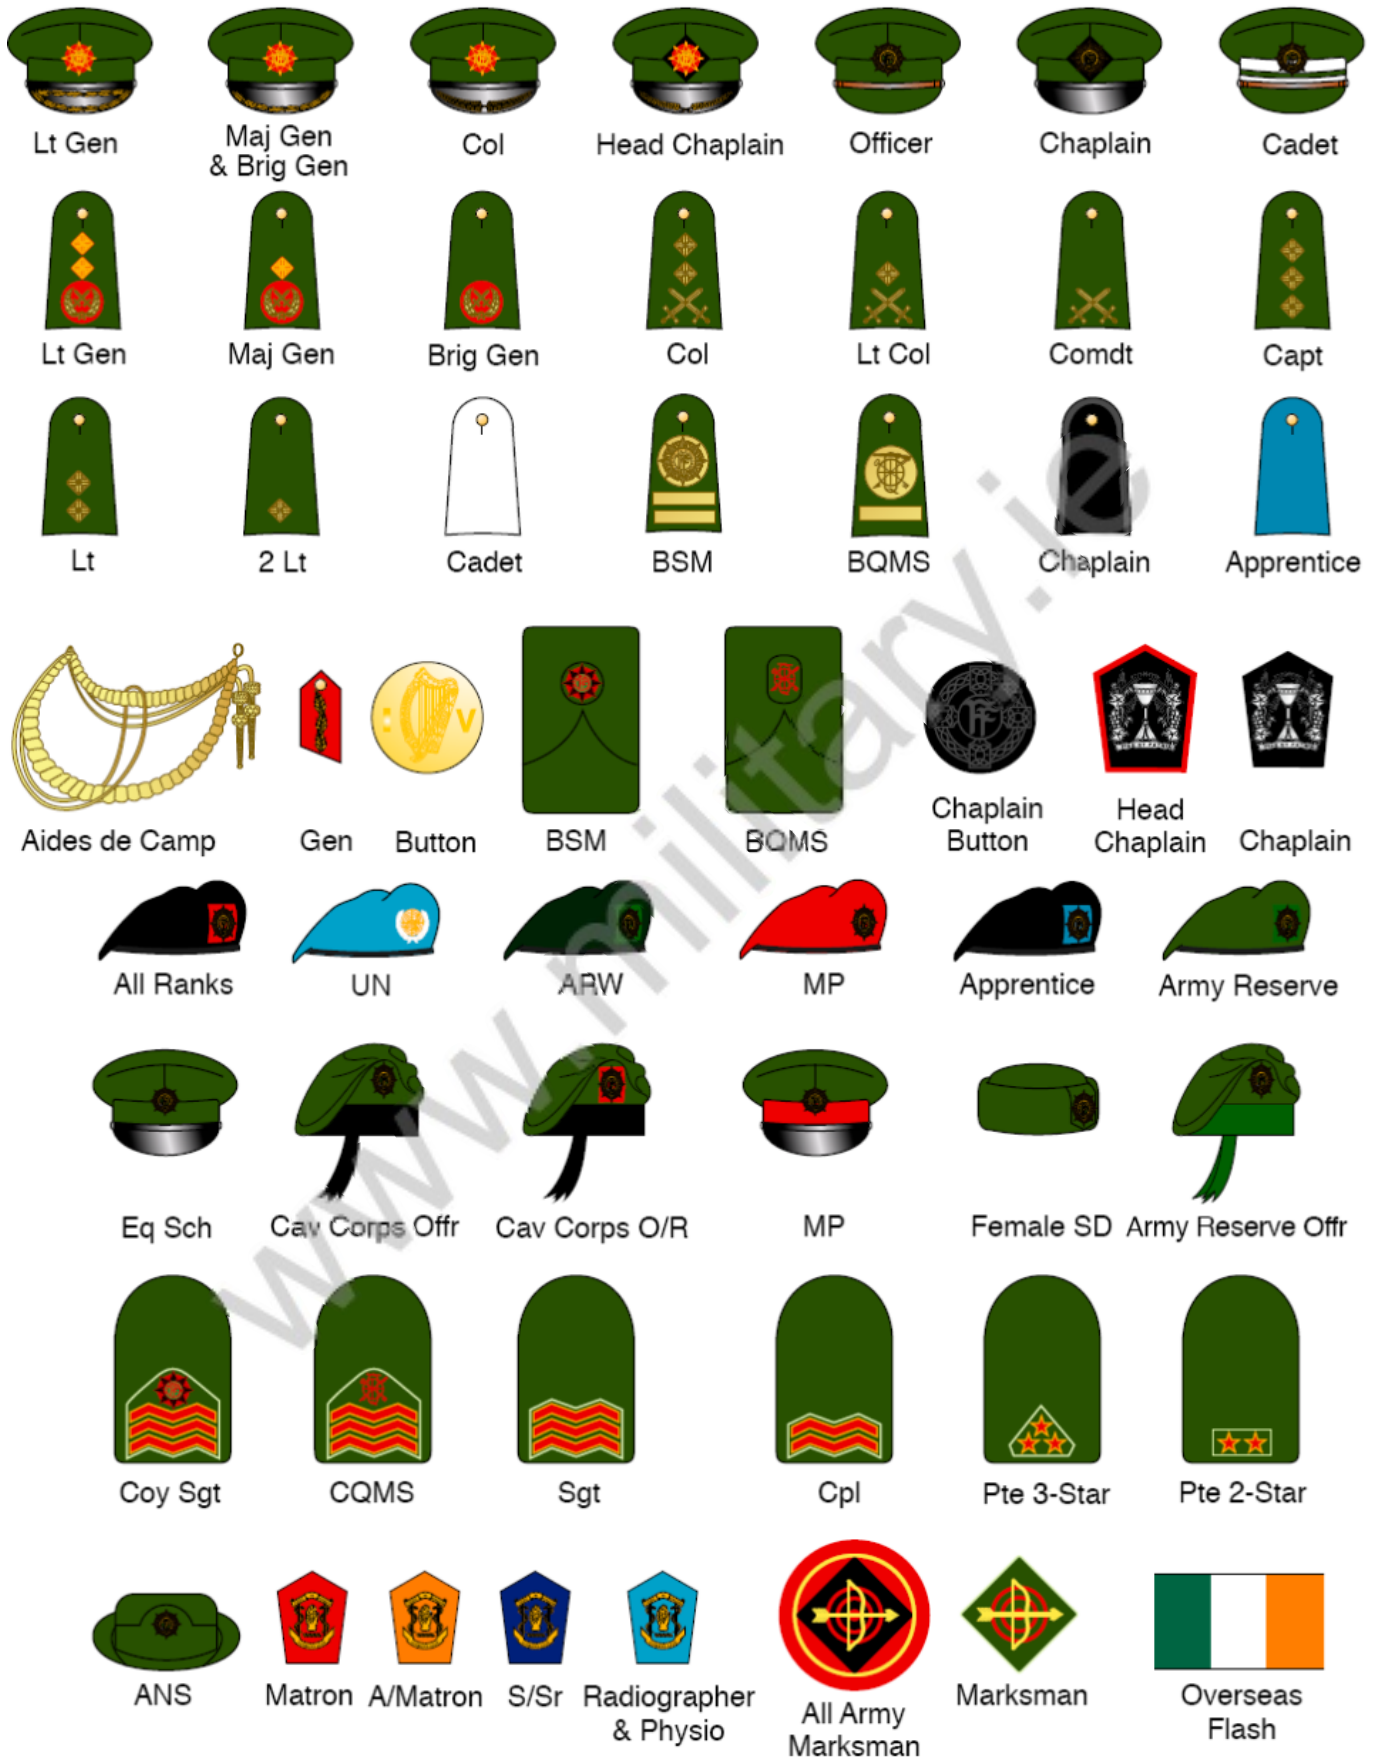 Lt Gen
Maj Gen
& Brig Gen
Col
Head Chaplain
Officer
Chaplain
Cadet
Lt Gen
Maj Gen
Brig Gen
Col
Lt Col
Comdt
Capt
Lt
2 Lt
Cadet
BSM
BQMS
Chaplain
Apprentice
Aides de Camp
Gen
Button
BSM
BQMS
Chaplain
Button
Head
Chaplain
Chaplain
All Ranks
UN
ARW
MP
Apprentice
Army Reserve
Eq Sch
Cav Corps Offr
Cav Corps O/R
MP
Female SD
Army Reserve Offr
Coy Sgt
CQMS
Sgt
Cpl
Pte 3-Star
Pte 2-Star
ANS
Matron
A/Matron
S/Sr
Radiographer
& Physio
All Army
Marksman
Marksman
Overseas
Flash
www.military.ie